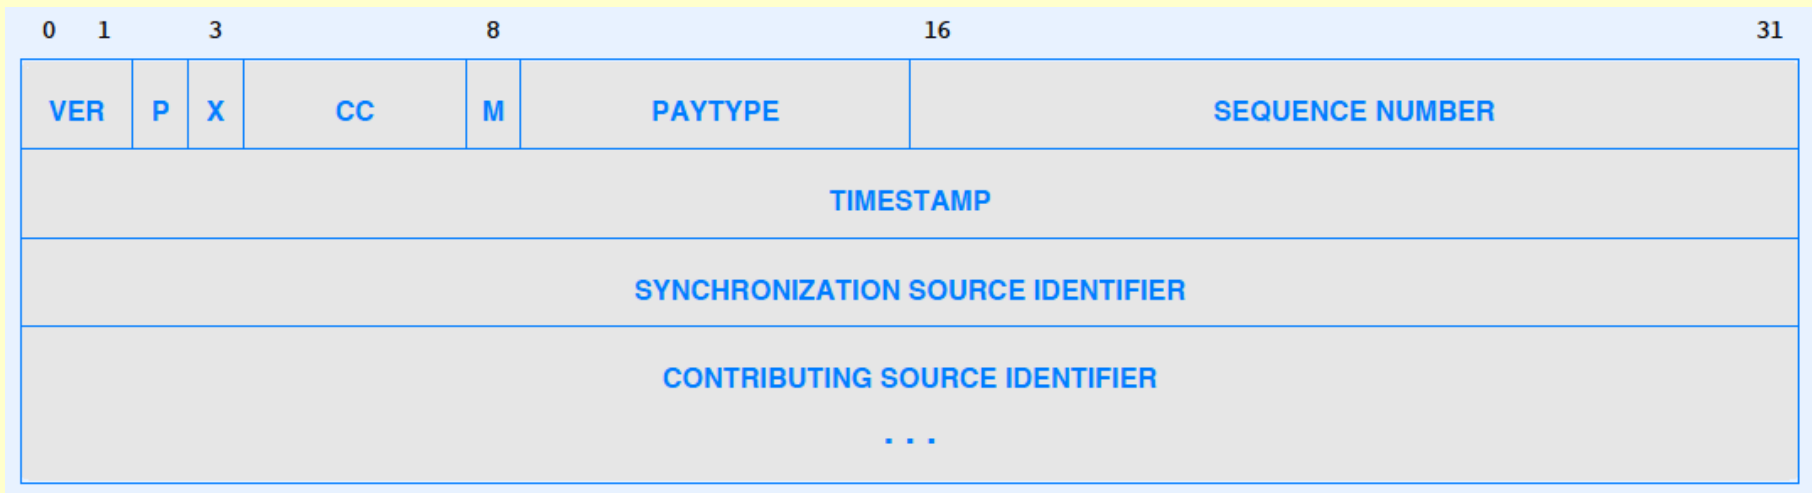 0 1 3 8 16 31
VER P X CC M PAYTYPE SEQUENCE NUMBER
TIMESTAMP
SYNCHRONIZATION SOURCE IDENTIFIER
CONTRIBUTING SOURCE IDENTIFIER
. . .